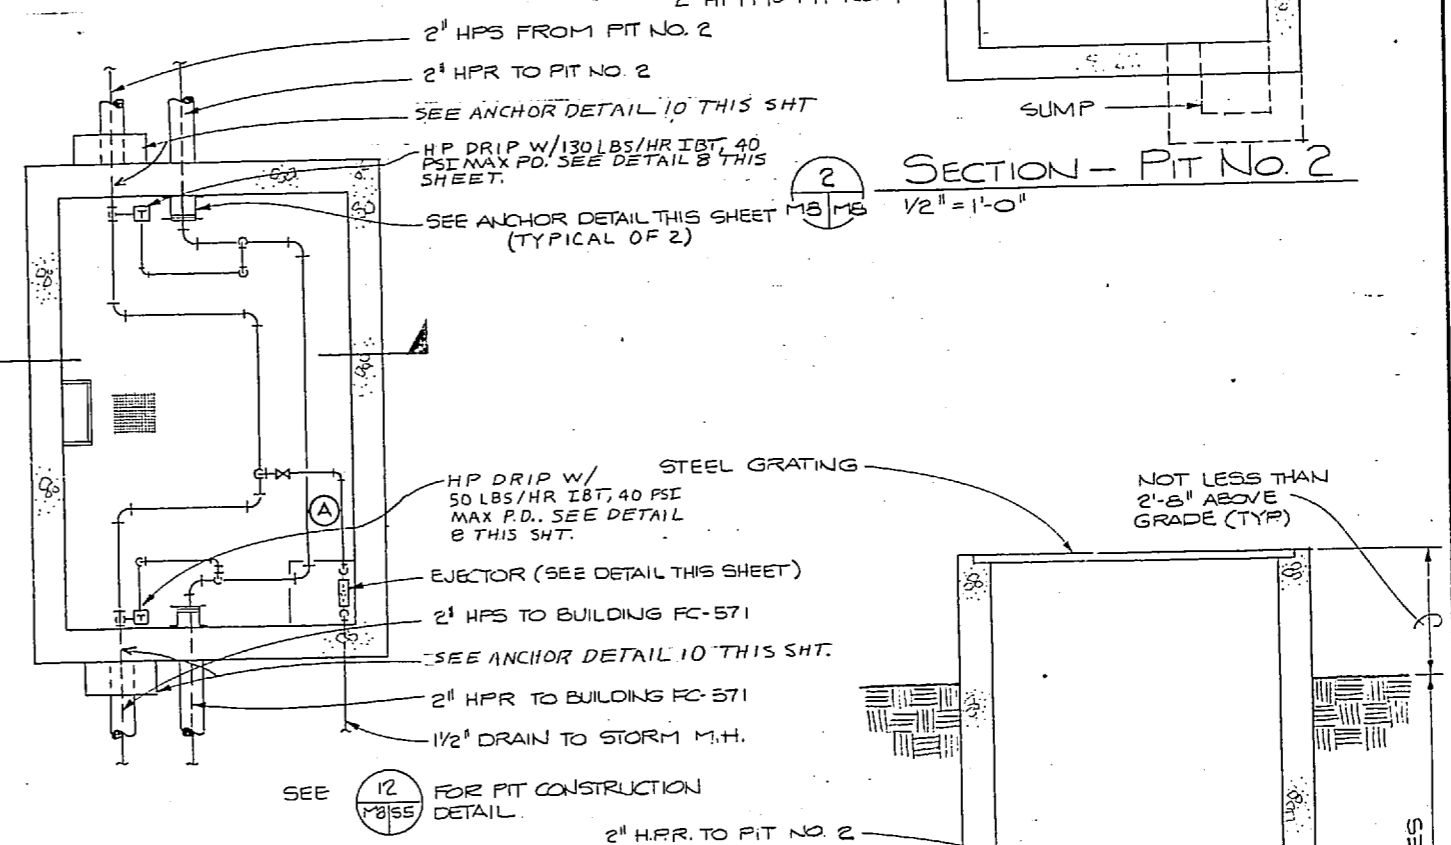 2" HPS FROM PIT NO. 2
2" HPR TO PIT NO. 2
SEE ANCHOR DETAIL 10 THIS SHT
HP DRIP W/130 LBS/HR IBT, 40
PSI MAX PD. SEE DETAIL 8 THIS
SHEET.
SEE ANCHOR DETAIL THIS SHEET
(TYPICAL OF 2)
SUMP
2
M8 M8
SECTION - PIT NO. 2
1/2" = 1'-0"
T
HP DRIP W/
50 LBS/HR IBT, 40 PSI
MAX P.D.. SEE DETAIL
8 THIS SHT.
STEEL GRATING
NOT LESS THAN
2'-8" ABOVE
GRADE (TYP)
A
EJECTOR (SEE DETAIL THIS SHEET)
T
2" HPS TO BUILDING FC-571
SEE ANCHOR DETAIL 10 THIS SHT.
2" HPR TO BUILDING FC-571
1 1/2" DRAIN TO STORM M.H.
SEE
12
M8 S5
FOR PIT CONSTRUCTION
DETAIL.
2" H.P.R. TO PIT NO. 2